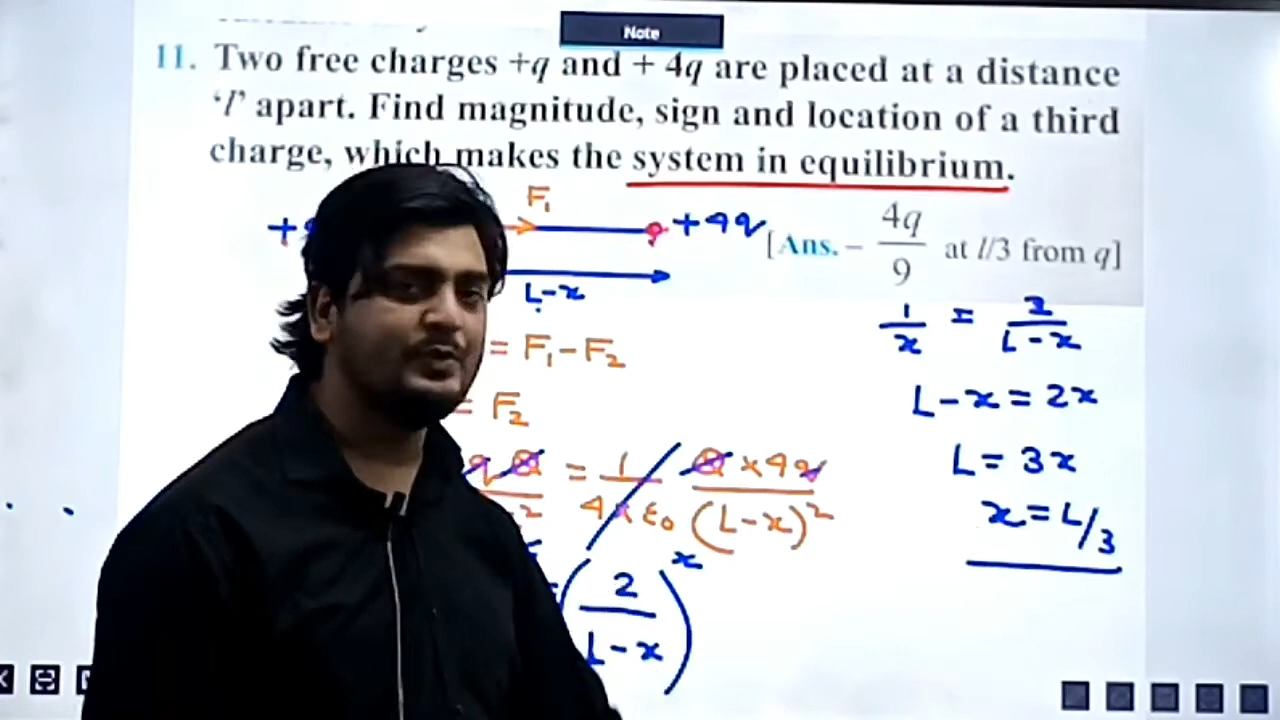 Note
11. Two free charges +q and + 4q are placed at a distance
‘l’ apart. Find magnitude, sign and location of a third
charge, which makes the system in equilibrium.
F₁
+4q
[Ans. – 4q/9 at l/3 from q]
L-x
= F₁-F₂
= F₂
1/x = 2/(L-x)
L-x = 2x
L = 3x
x = L/3
= 1/(4πε₀) Q×4q/(L-x)²
(2/(L-x))²